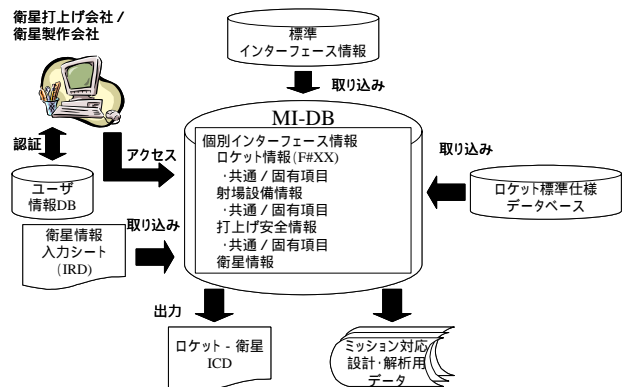 衛星打上げ会社 /
衛星製作会社
標準
インターフェース情報
取り込み
MI-DB
個別インターフェース情報
ロケット情報(F#XX)
・共通 / 固有項目
射場設備情報
・共通 / 固有項目
打上げ安全情報
・共通 / 固有項目
衛星情報
認証
アクセス
ユーザ
情報DB
取り込み
ロケット標準仕様
データベース
衛星情報
入力シート
(IRD)
取り込み
出力
ロケット - 衛星
ICD
ミッション対応
設計・解析用
データ